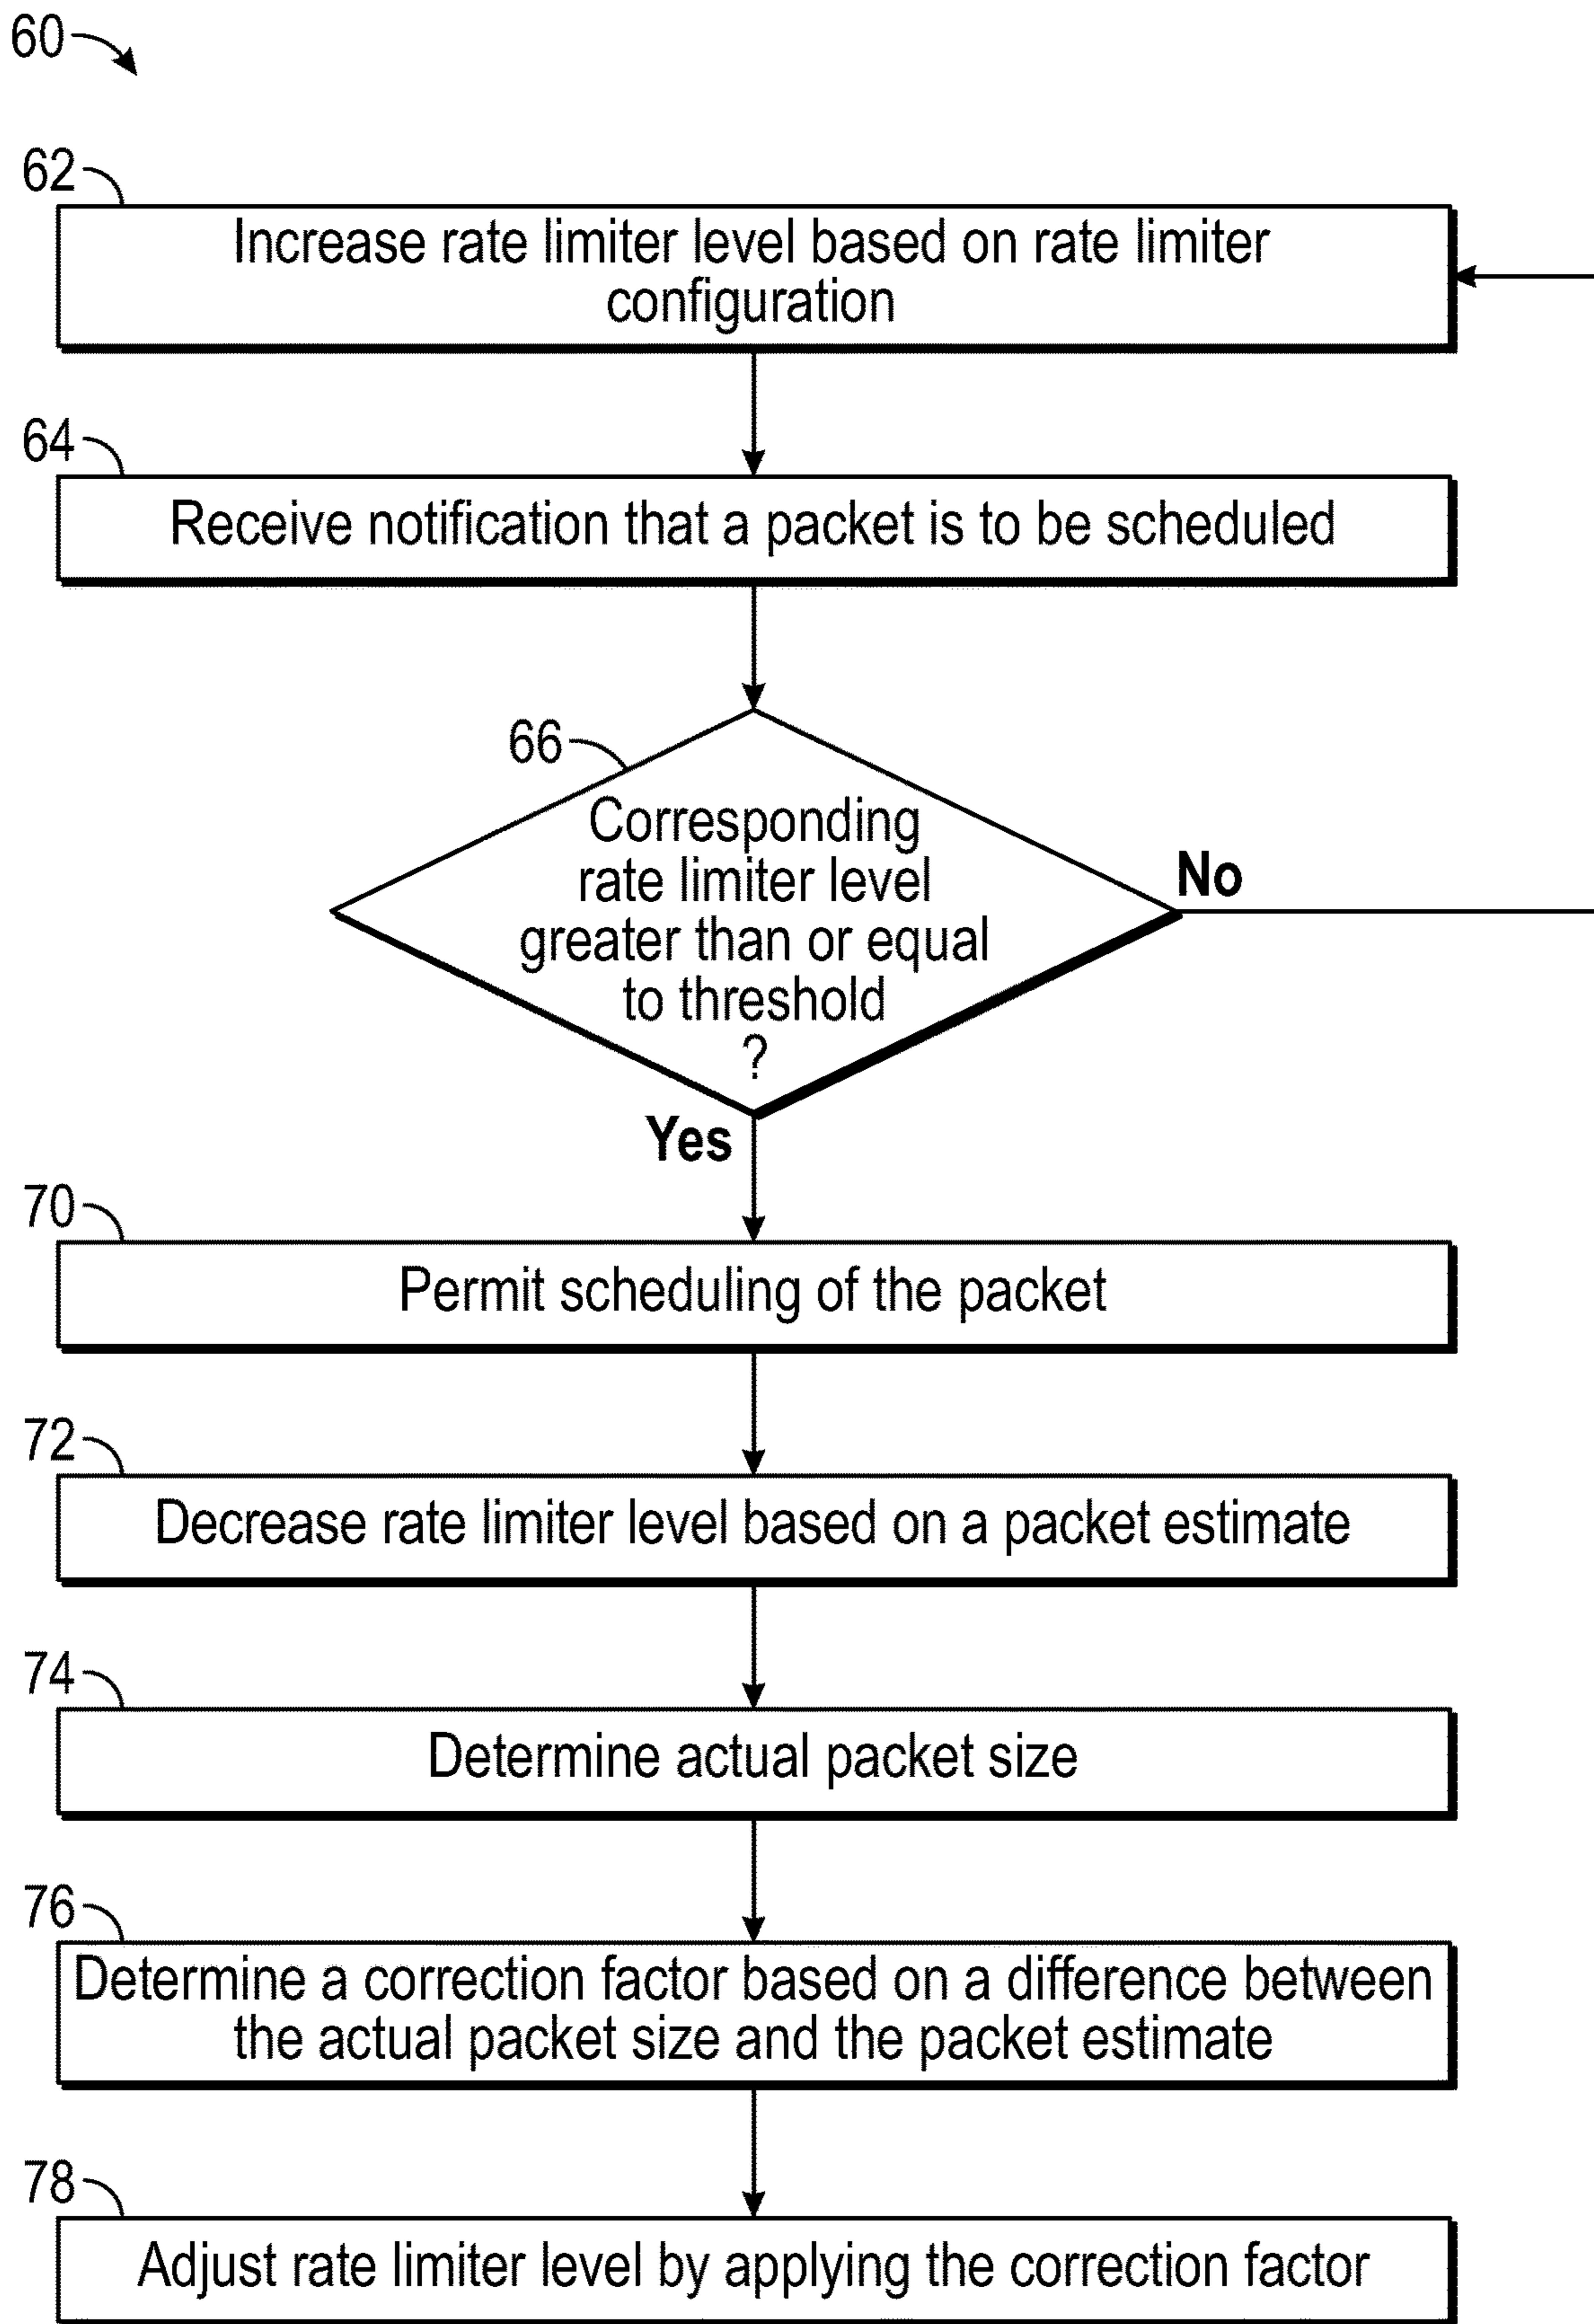 60
62
Increase rate limiter level based on rate limiter
configuration
64
Receive notification that a packet is to be scheduled
66
Corresponding
rate limiter level
greater than or equal
to threshold
?
No
Yes
70
Permit scheduling of the packet
72
Decrease rate limiter level based on a packet estimate
74
Determine actual packet size
76
Determine a correction factor based on a difference between
the actual packet size and the packet estimate
78
Adjust rate limiter level by applying the correction factor